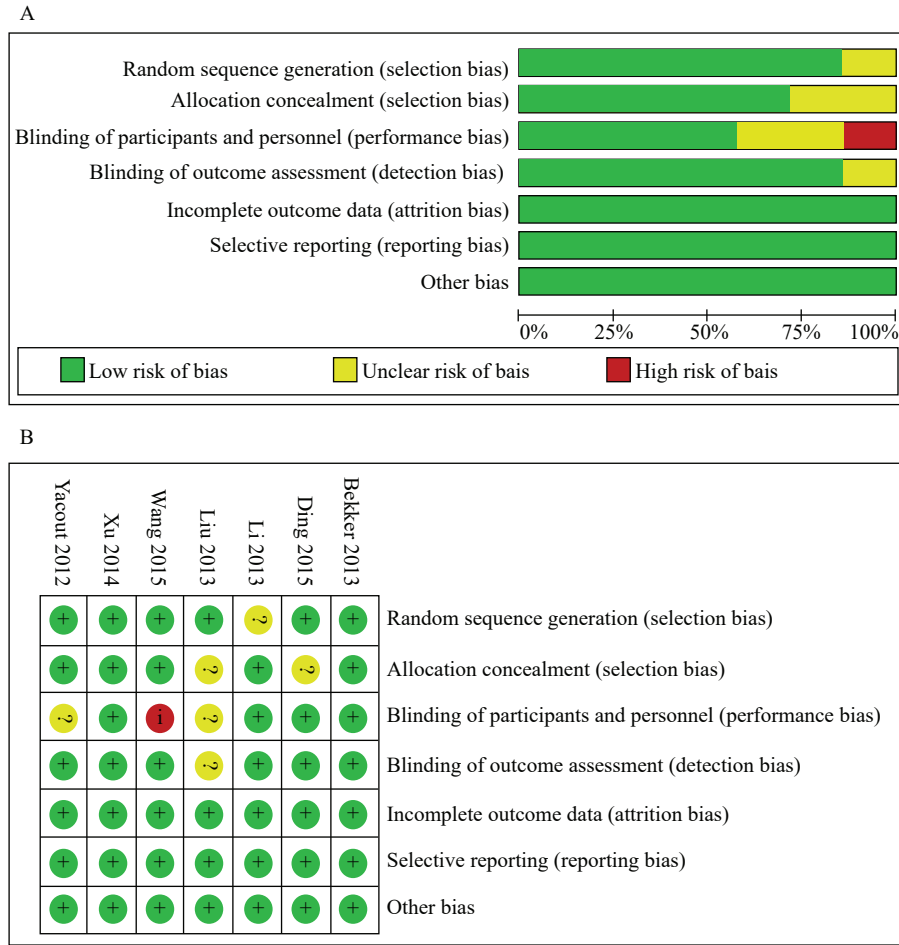 A
Random sequence generation (selection bias)
Allocation concealment (selection bias)
Blinding of participants and personnel (performance bias)
Blinding of outcome assessment (detection bias)
Incomplete outcome data (attrition bias)
Selective reporting (reporting bias)
Other bias
0% 25% 50% 75% 100%
Low risk of bias Unclear risk of bais High risk of bais
B
Yacout 2012 Xu 2014 Wang 2015 Liu 2013 Li 2013 Ding 2015 Bekker 2013
+ + + + ? + + Random sequence generation (selection bias)
+ + + ? + ? + Allocation concealment (selection bias)
? + i ? + + + Blinding of participants and personnel (performance bias)
+ + + ? + + + Blinding of outcome assessment (detection bias)
+ + + + + + + Incomplete outcome data (attrition bias)
+ + + + + + + Selective reporting (reporting bias)
+ + + + + + + Other bias